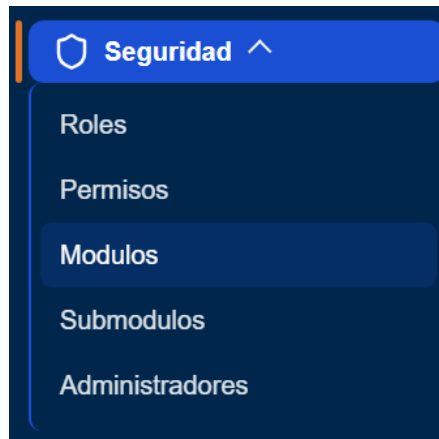 Seguridad
Roles
Permisos
Modulos
Submodulos
Administradores